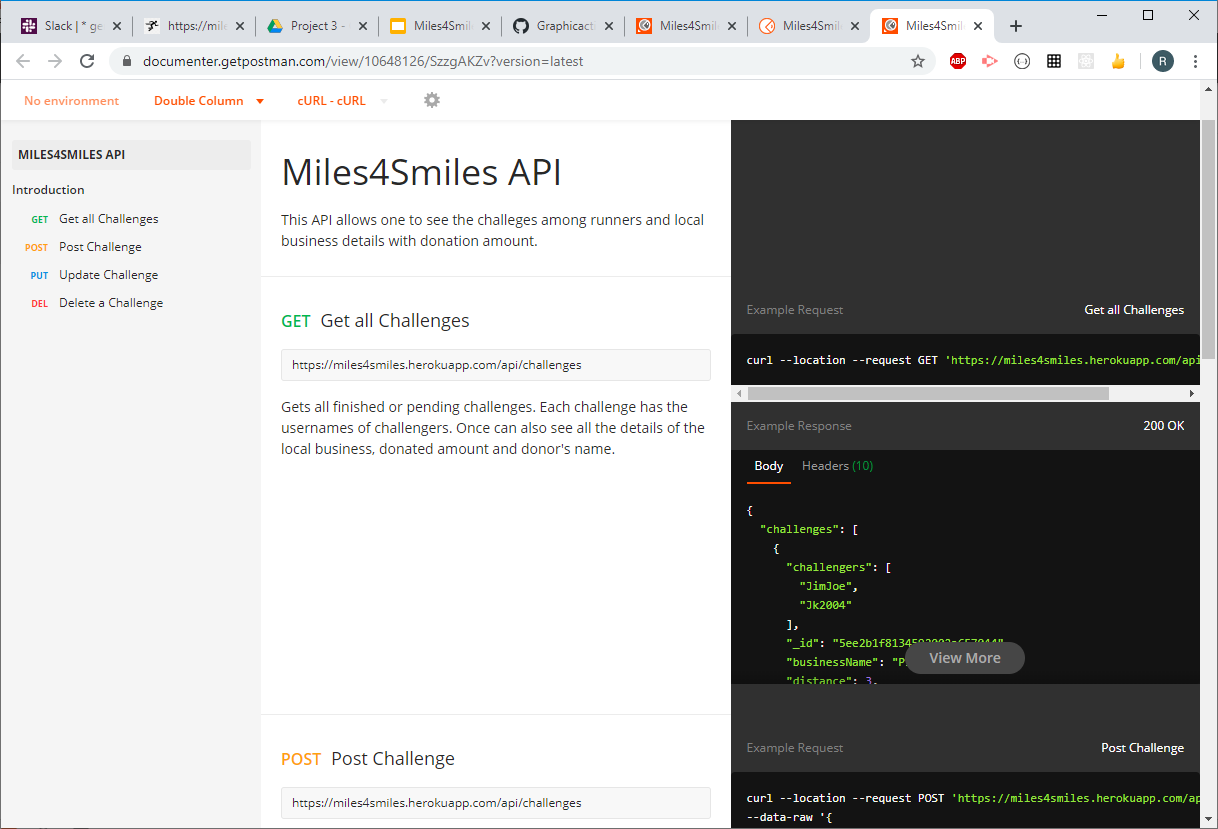 Slack | * ge
https://mile
Project 3 -
Miles4Smil
Graphicact
Miles4Smil
Miles4Smil
Miles4Smil
documenter.getpostman.com/view/10648126/SzzgAKZv?version=latest
ABP
R
No environment
Double Column
cURL - cURL
MILES4SMILES API
Introduction
GET Get all Challenges
POST Post Challenge
PUT Update Challenge
DEL Delete a Challenge
Miles4Smiles API
This API allows one to see the challeges among runners and local
business details with donation amount.
GET Get all Challenges
https://miles4smiles.herokuapp.com/api/challenges
Gets all finished or pending challenges. Each challenge has the
usernames of challengers. Once can also see all the details of the
local business, donated amount and donor's name.
POST Post Challenge
https://miles4smiles.herokuapp.com/api/challenges
Example Request
Get all Challenges
curl --location --request GET 'https://miles4smiles.herokuapp.com/api
Example Response
200 OK
Body
Headers (10)
{
"challenges": [
{
"challengers": [
"JimJoe",
"Jk2004"
],
"_id":
"businessName": "P
"distance": 3,
View More
Example Request
Post Challenge
curl --location --request POST 'https://miles4smiles.herokuapp.com/ap
--data-raw '{